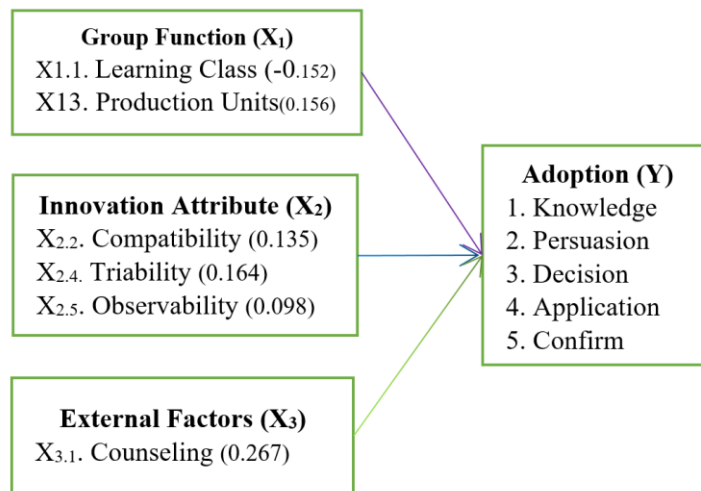 Group Function (X₁)
X1.1. Learning Class (-0.152)
X13. Production Units(0.156)
Innovation Attribute (X₂)
X₂.₂. Compatibility (0.135)
X₂.₄. Triability (0.164)
X₂.₅. Observability (0.098)
External Factors (X₃)
X₃.₁. Counseling (0.267)
Adoption (Y)
1. Knowledge
2. Persuasion
3. Decision
4. Application
5. Confirm